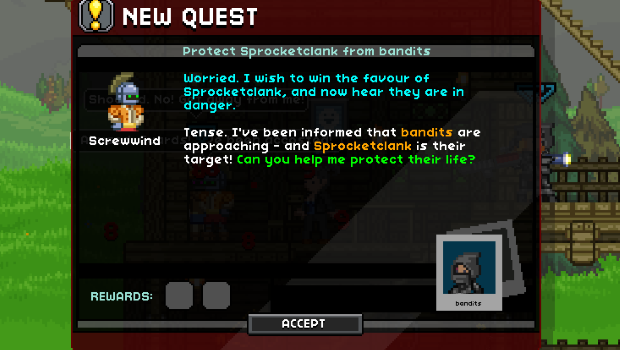 NEW QUEST
Protect Sprocketclank from bandits
Worried. I wish to win the favour of
Sprocketclank, and now hear they are in
danger.
Screwwind
Tense. I've been informed that bandits are
approaching - and Sprocketclank is their
target! Can you help me protect their life?
bandits
REWARDS:
ACCEPT